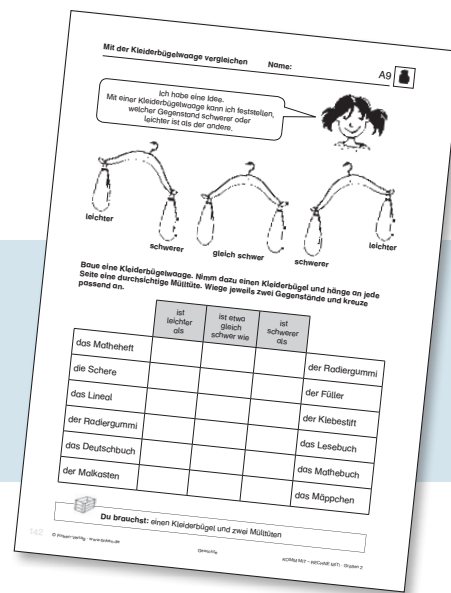 Mit der Kleiderbügelwaage vergleichen Name: A9
Ich habe eine Idee.
Mit einer Kleiderbügelwaage kann ich feststellen,
welcher Gegenstand schwerer oder
leichter ist als der andere.
leichter schwerer gleich schwer schwerer leichter
Baue eine Kleiderbügelwaage. Nimm dazu einen Kleiderbügel und hänge an jede
Seite eine durchsichtige Mülltüte. Wiege jeweils zwei Gegenstände und kreuze
passend an.
ist leichter als ist etwa gleich schwer wie ist schwerer als
das Matheheft der Radiergummi
die Schere der Füller
das Lineal der Klebestift
der Radiergummi das Lesebuch
das Deutschbuch das Mathebuch
der Malkasten das Mäppchen
Du brauchst: einen Kleiderbügel und zwei Mülltüten
142